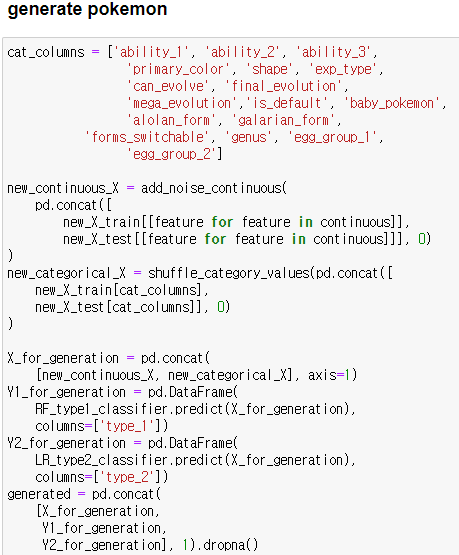 generate pokemon
cat_columns = ['ability_1', 'ability_2', 'ability_3',
'primary_color', 'shape', 'exp_type',
'can_evolve', 'final_evolution',
'mega_evolution','is_default', 'baby_pokemon',
'alolan_form', 'galarian_form',
'forms_switchable', 'genus', 'egg_group_1',
'egg_group_2']
new_continuous_X = add_noise_continuous(
pd.concat([
new_X_train[[feature for feature in continuous]],
new_X_test[[feature for feature in continuous]]], 0)
)
new_categorical_X = shuffle_category_values(pd.concat([
new_X_train[cat_columns],
new_X_test[cat_columns]], 0)
)
X_for_generation = pd.concat(
[new_continuous_X, new_categorical_X], axis=1)
Y1_for_generation = pd.DataFrame(
RF_type1_classifier.predict(X_for_generation),
columns=['type_1'])
Y2_for_generation = pd.DataFrame(
LR_type2_classifier.predict(X_for_generation),
columns=['type_2'])
generated = pd.concat(
[X_for_generation,
Y1_for_generation,
Y2_for_generation], 1).dropna()